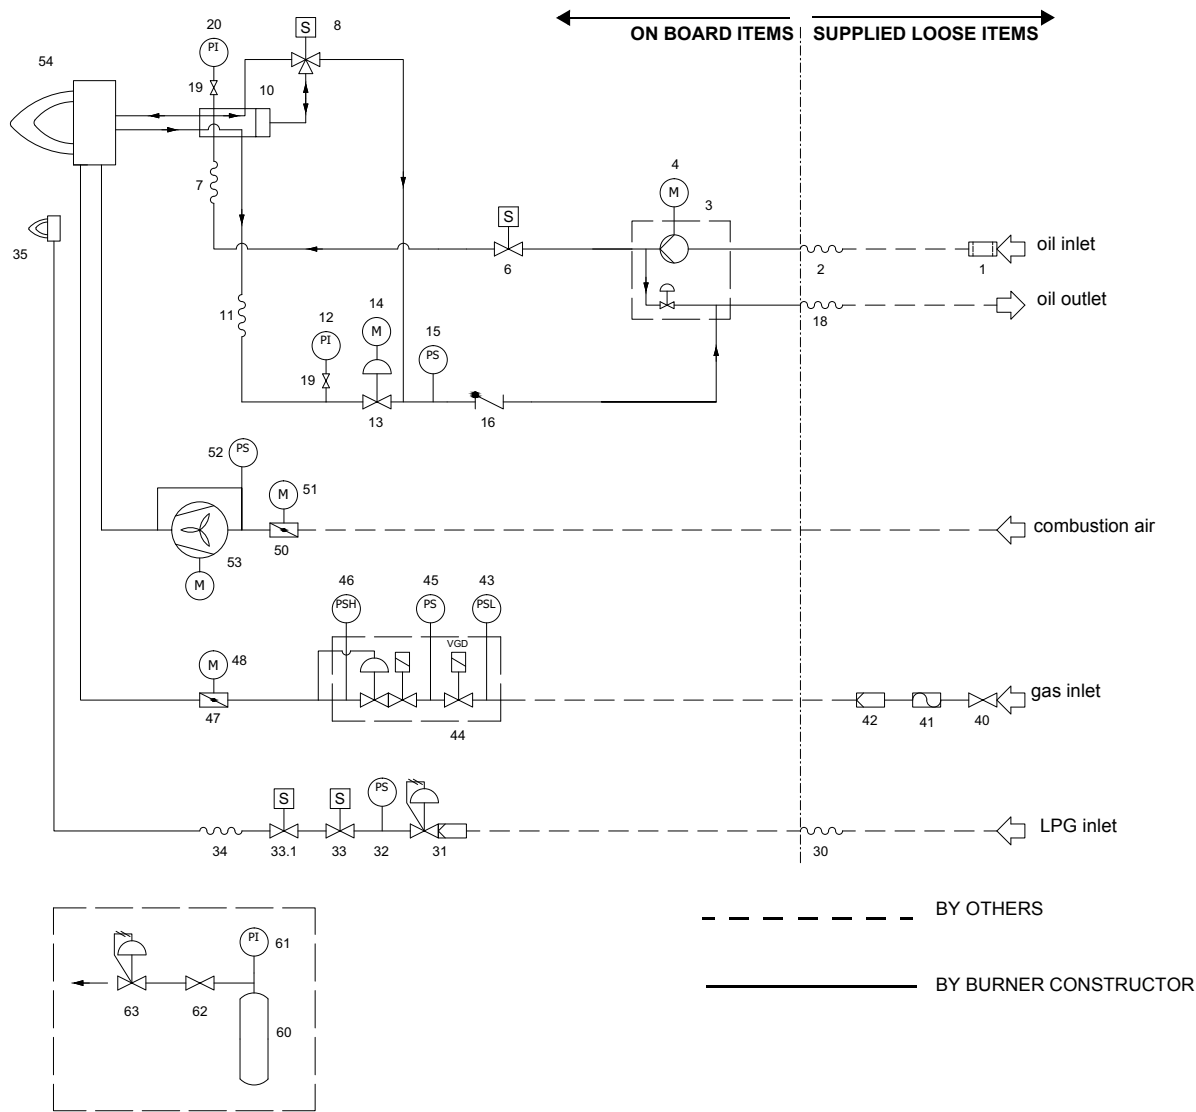 20
S
8
ON BOARD ITEMS
SUPPLIED LOOSE ITEMS
PI
54
19
10
4
M
3
7
S
6
2
1
oil inlet
11
12
14
15
18
oil outlet
PI
M
PS
19
13
16
52
PS
51
M
53
50
combustion air
M
46
45
43
PSH
PS
PSL
VGD
M
48
47
44
42
41
40
gas inlet
35
S
S
PS
34
33.1
33
32
31
30
LPG inlet
BY OTHERS
PI
61
63
62
60
BY BURNER CONSTRUCTOR